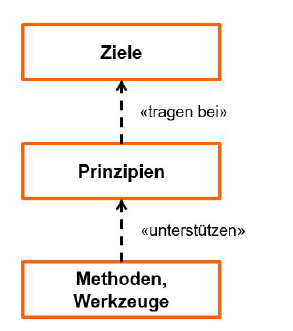 Ziele
«tragen bei»
Prinzipien
«unterstützen»
Methoden,
Werkzeuge